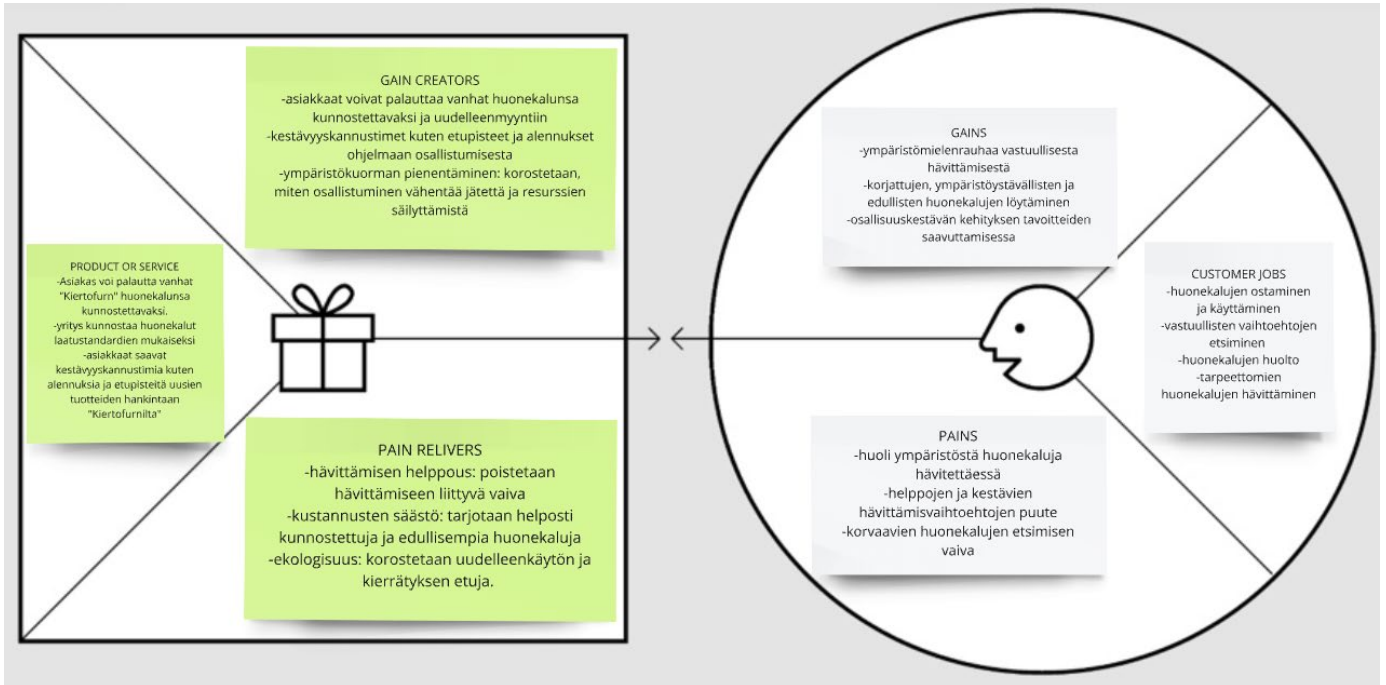 GAIN CREATORS
-asiakkaat voivat palauttaa vanhat huonekalunsa
kunnostettavaksi ja uudelleenmyyntiin
-kestävyyskannustimet kuten etupisteet ja alennukset
ohjelmaan osallistumisesta
-ympäristökuorman pienentäminen: korostetaan,
miten osallistuminen vähentää jätettä ja resurssien
säilyttämistä
PRODUCT OR SERVICE
-Asiakas voi palautta vanhat
"Kiertofurn" huonekalunsa
kunnostettavaksi.
-yritys kunnostaa huonekalut
laatustandardien mukaiseksi
-asiakkaat saavat
kestävyyskannustimia kuten
alennuksia ja etupisteitä uusien
tuotteiden hankintaan
"Kiertofurnilta"
PAIN RELIVERS
-hävittämisen helppous: poistetaan
hävittämiseen liittyvä vaiva
-kustannusten säästö: tarjotaan helposti
kunnostettuja ja edullisempia huonekaluja
-ekologisuus: korostetaan uudelleenkäytön ja
kierrätyksen etuja.
GAINS
-ympäristömielenrauhaa vastuullisesta
hävittämisestä
-korjattujen, ympäristöystävällisten ja
edullisten huonekalujen löytäminen
-osallisuuskestävän kehityksen tavoitteiden
saavuttamisessa
CUSTOMER JOBS
-huonekalujen ostaminen
ja käyttäminen
-vastuullisten vaihtoehtojen
etsiminen
-huonekalujen huolto
-tarpeettomien
huonekalujen hävittäminen
PAINS
-huoli ympäristöstä huonekaluja
hävitettäessä
-helppojen ja kestävien
hävittämisvaihtoehtojen puute
-korvaavien huonekalujen etsimisen
vaiva